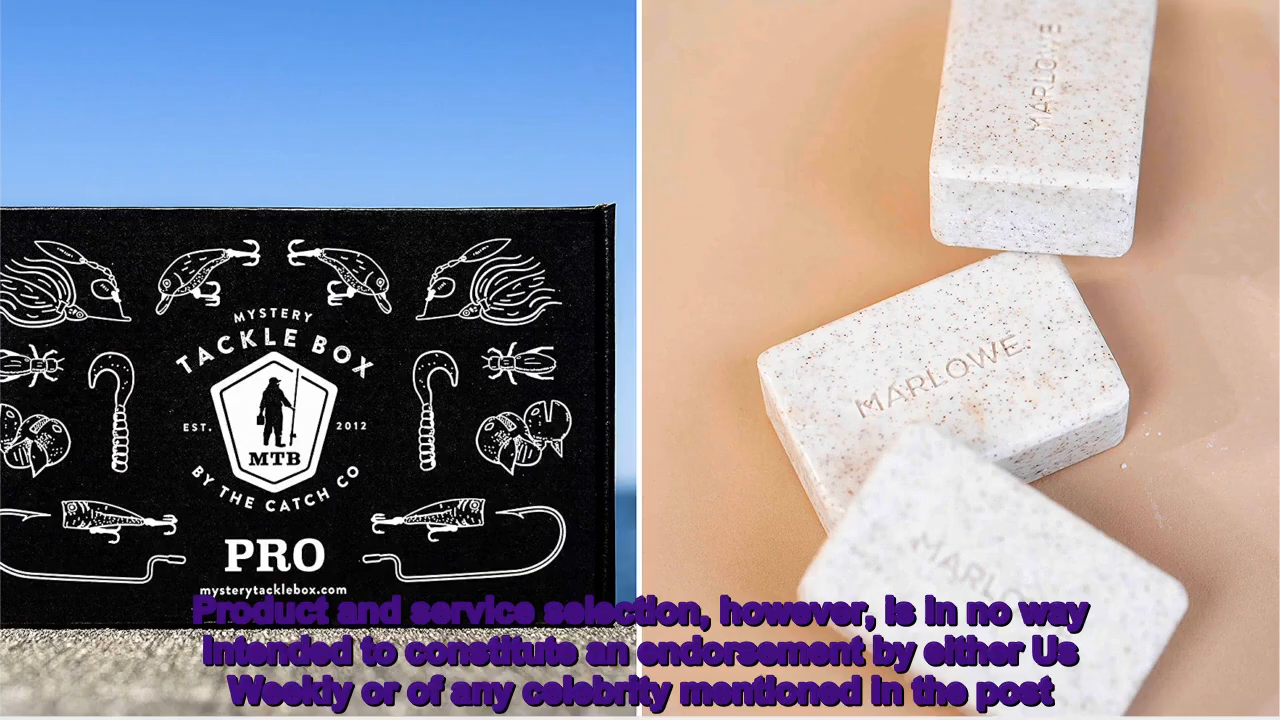 MYSTERY
TACKLE BOX
EST. 2012
MTB
BY THE CATCH CO
PRO
mysterytacklebox.com
MARLOWE
MARLOWE
MARLO
Product and service selection, however, is in no way
intended to constitute an endorsement by either Us
Weekly or of any celebrity mentioned in the post